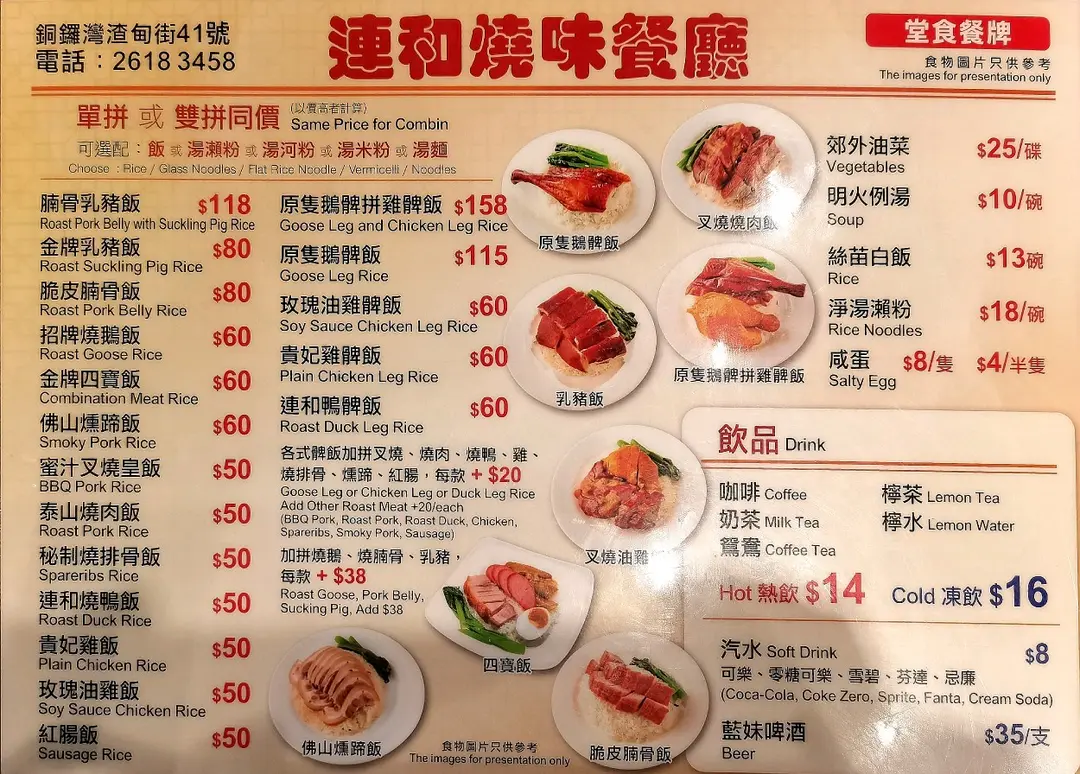 銅鑼灣渣甸街41號
電話：2618 3458
連和燒味餐廳
堂食餐牌
食物圖片只供參考
The images for presentation only
單拼 或 雙拼同價 (以價高者計算) Same Price for Combin
可選配：飯 或 湯瀨粉 或 湯河粉 或 湯米粉 或 湯麵
Choose : Rice / Glass Noodles / Flat Rice Noodle / Vermicelli / Noodles
腩骨乳豬飯 $118
Roast Pork Belly with Suckling Pig Rice
金牌乳豬飯 $80
Roast Suckling Pig Rice
脆皮腩骨飯 $80
Roast Pork Belly Rice
招牌燒鵝飯 $60
Roast Goose Rice
金牌四寶飯 $60
Combination Meat Rice
佛山燻蹄飯 $60
Smoky Pork Rice
蜜汁叉燒皇飯 $50
BBQ Pork Rice
泰山燒肉飯 $50
Roast Pork Rice
秘制燒排骨飯 $50
Spareribs Rice
連和燒鴨飯 $50
Roast Duck Rice
貴妃雞飯 $50
Plain Chicken Rice
玫瑰油雞飯 $50
Soy Sauce Chicken Rice
紅腸飯 $50
Sausage Rice
原隻鵝髀拼雞髀飯 $158
Goose Leg and Chicken Leg Rice
原隻鵝髀飯 $115
Goose Leg Rice
玫瑰油雞髀飯 $60
Soy Sauce Chicken Leg Rice
貴妃雞髀飯 $60
Plain Chicken Leg Rice
連和鴨髀飯 $60
Roast Duck Leg Rice
各式髀飯加拼叉燒、燒肉、燒鴨、雞、
燒排骨、燻蹄、紅腸，每款 + $20
Goose Leg or Chicken Leg or Duck Leg Rice
Add Other Roast Meat +20/each
(BBQ Pork, Roast Pork, Roast Duck, Chicken,
Spareribs, Smoky Pork, Sausage)
加拼燒鵝、燒腩骨、乳豬，
每款 + $38
Roast Goose, Pork Belly,
Sucking Pig, Add $38
原隻鵝髀飯
叉燒燒肉飯
乳豬飯
原隻鵝髀拼雞髀飯
叉燒油雞
四寶飯
佛山燻蹄飯
脆皮腩骨飯
食物圖片只供參考
The images for presentation only
郊外油菜 $25/碟
Vegetables
明火例湯 $10/碗
Soup
絲苗白飯 $13碗
Rice
淨湯瀨粉 $18/碗
Rice Noodles
咸蛋 $8/隻 $4/半隻
Salty Egg
飲品 Drink
咖啡 Coffee 檸茶 Lemon Tea
奶茶 Milk Tea 檸水 Lemon Water
鴛鴦 Coffee Tea
Hot 熱飲 $14 Cold 凍飲 $16
汽水 Soft Drink $8
可樂、零糖可樂、雪碧、芬達、忌廉
(Coca-Cola, Coke Zero, Sprite, Fanta, Cream Soda)
藍妹啤酒 $35/支
Beer